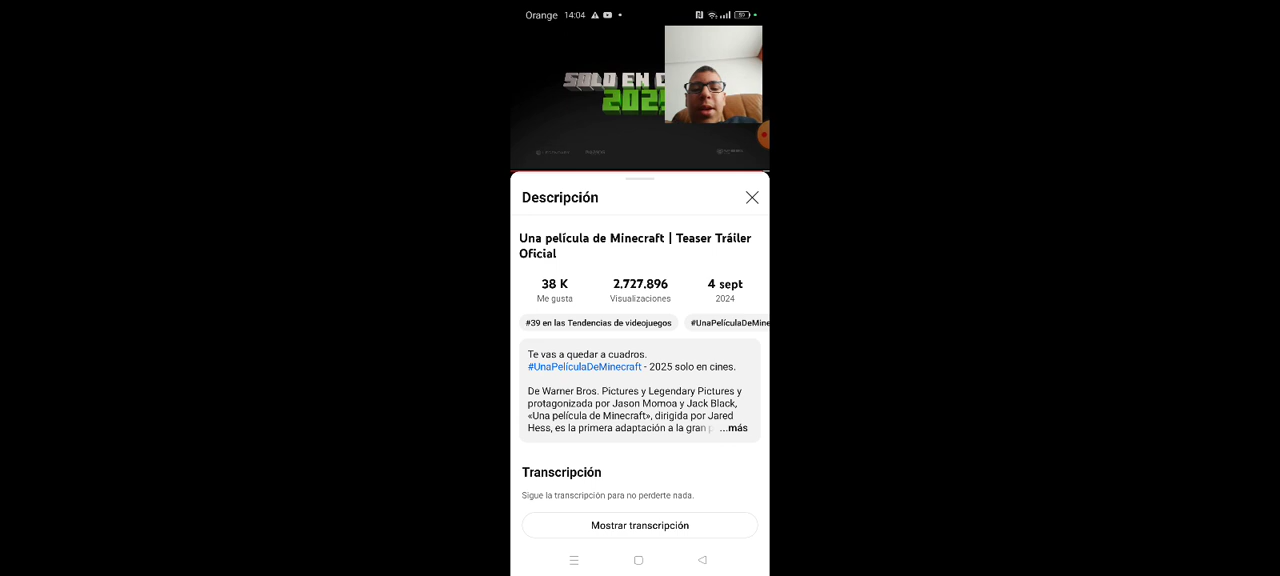 Orange 14:04
SOLO EN
202
Descripción
Una película de Minecraft | Teaser Tráiler
Oficial
38 K 2.727.896 4 sept
Me gusta Visualizaciones 2024
#39 en las Tendencias de videojuegos #UnaPelículaDeMine
Te vas a quedar a cuadros.
#UnaPelículaDeMinecraft - 2025 solo en cines.
De Warner Bros. Pictures y Legendary Pictures y
protagonizada por Jason Momoa y Jack Black,
«Una película de Minecraft», dirigida por Jared
Hess, es la primera adaptación a la gran p ...más
Transcripción
Sigue la transcripción para no perderte nada.
Mostrar transcripción